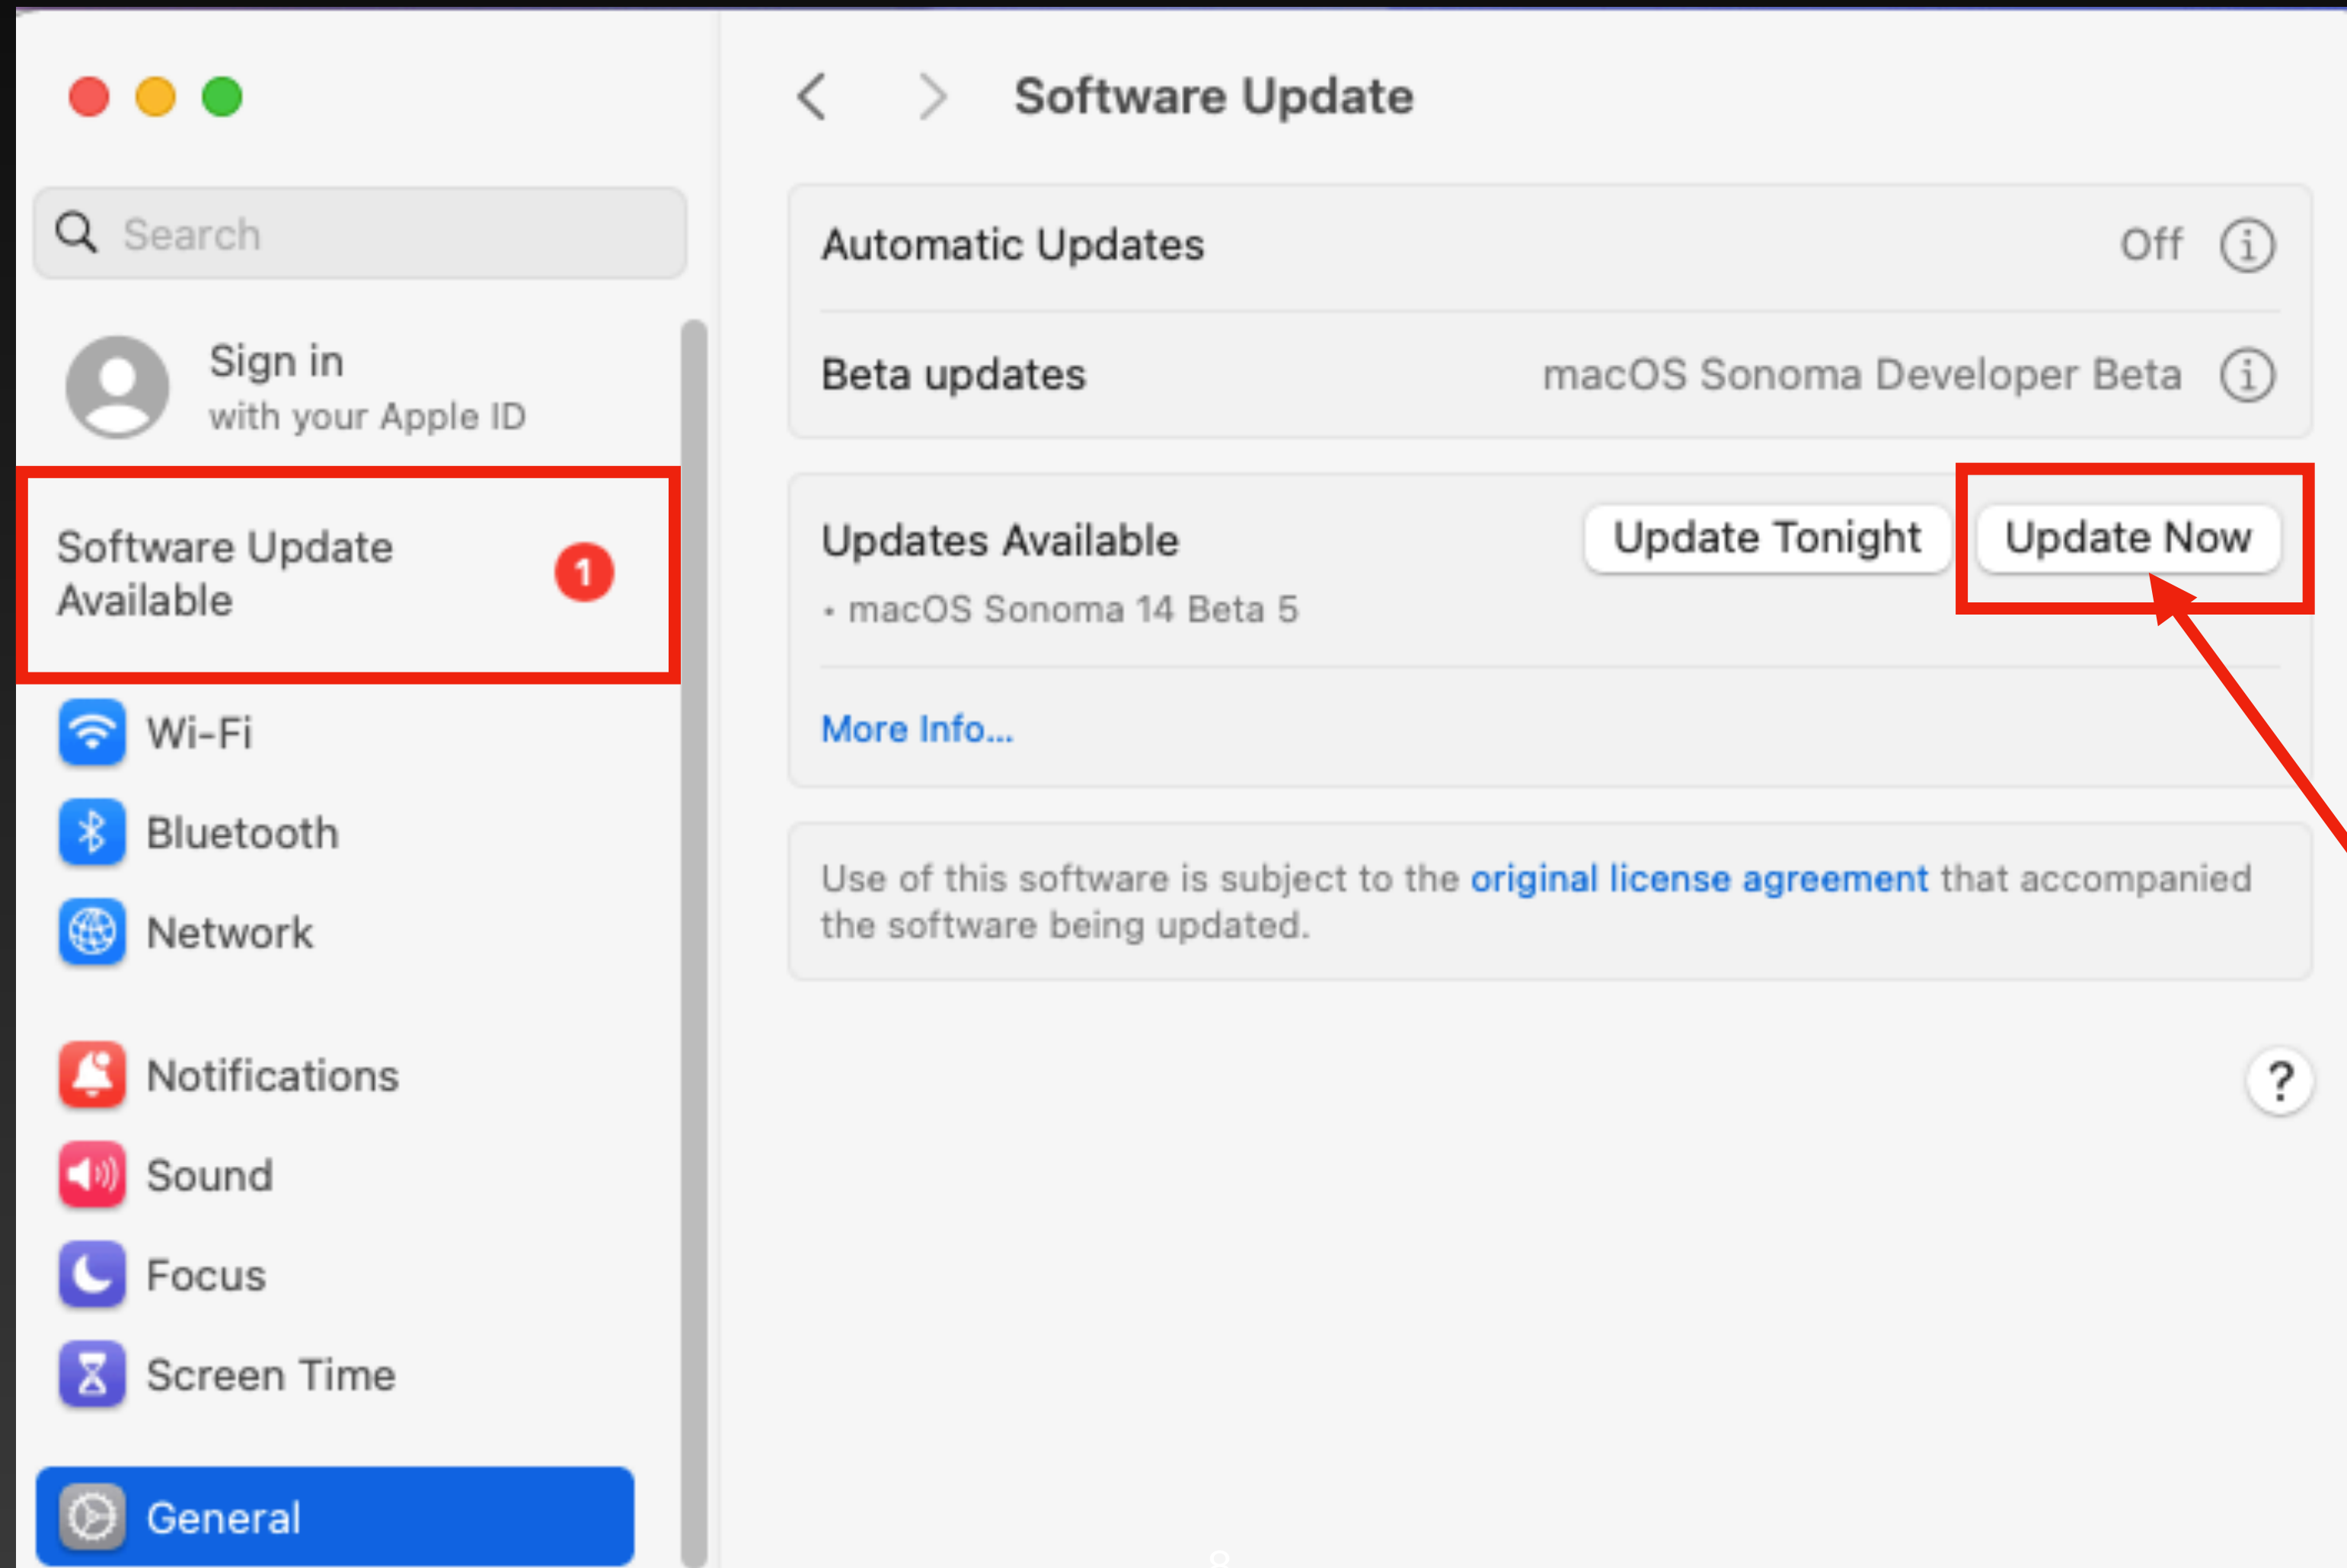 Software Update
Search
Sign in
with your Apple ID
Software Update
Available
1
Wi-Fi
Bluetooth
Network
Notifications
Sound
Focus
Screen Time
General
Automatic Updates Off
Beta updates macOS Sonoma Developer Beta
Updates Available Update Tonight Update Now
• macOS Sonoma 14 Beta 5
More Info...
Use of this software is subject to the original license agreement that accompanied
the software being updated.
?
8